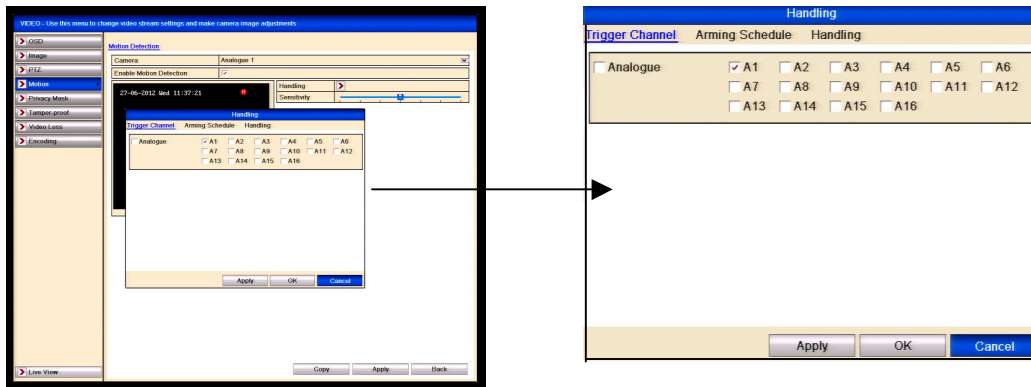 VIDEO - Use this menu to change video stream settings and make camera image adjustments
OSD
Image
PTZ
Motion
Privacy Mask
Tamper-proof
Video Loss
Encoding
Live View
Motion Detection
Camera Analogue 1
Enable Motion Detection
27-06-2012 Wed 11:37:21
Handling
Sensitivity
Handling
Trigger Channel Arming Schedule Handling
Analogue A1 A2 A3 A4 A5 A6
A7 A8 A9 A10 A11 A12
A13 A14 A15 A16
Apply OK Cancel
Copy Apply Back
Handling
Trigger Channel Arming Schedule Handling
Analogue A1 A2 A3 A4 A5 A6
A7 A8 A9 A10 A11 A12
A13 A14 A15 A16
Apply OK Cancel